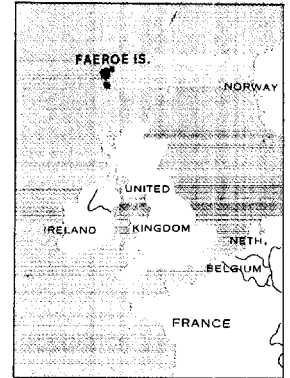 FAEROE IS.
NORWAY
UNITED
IRELAND
KINGDOM
NETH.
BELGIUM
FRANCE